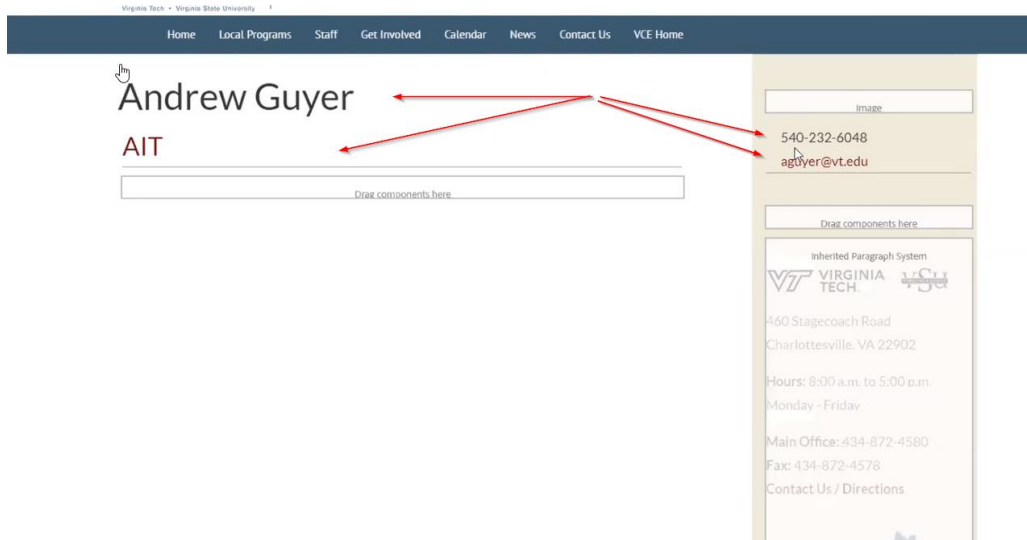 Virginia Tech • Virginia State University
Home Local Programs Staff Get Involved Calendar News Contact Us VCE Home
Andrew Guyer
AIT
Drag components here
Image
540-232-6048
aguyer@vt.edu
Drag components here
Inherited Paragraph System
VT VIRGINIA TECH. VSU
460 Stagecoach Road
Charlottesville, VA 22902
Hours: 8:00 a.m. to 5:00 p.m.
Monday - Friday
Main Office: 434-872-4580
Fax: 434-872-4578
Contact Us / Directions